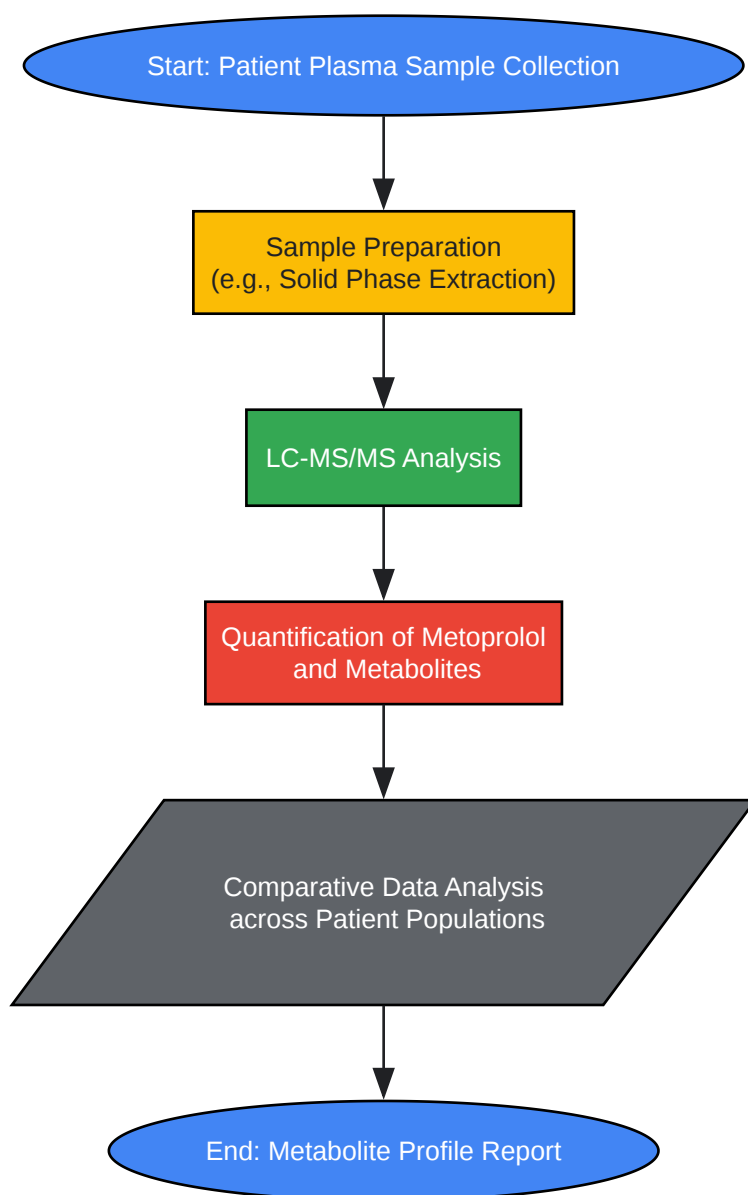 Start: Patient Plasma Sample Collection
Sample Preparation
(e.g., Solid Phase Extraction)
LC-MS/MS Analysis
Quantification of Metoprolol
and Metabolites
Comparative Data Analysis
across Patient Populations
End: Metabolite Profile Report